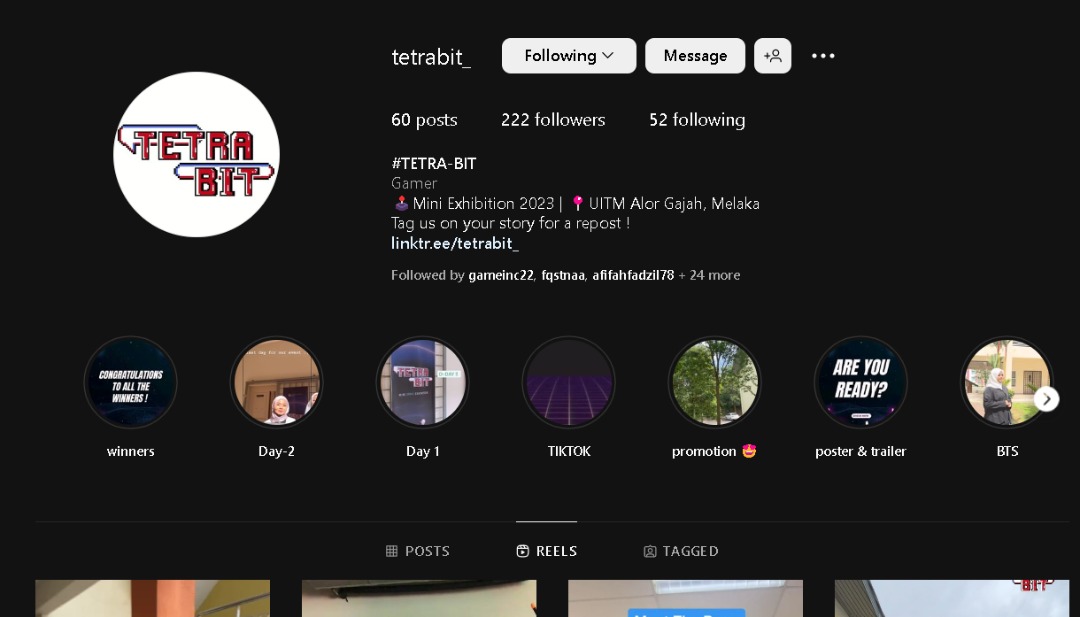 tetrabit_ Following Message
60 posts 222 followers 52 following
TETRA
BIT
#TETRA-BIT
Gamer
🕹️ Mini Exhibition 2023 | 📍 UITM Alor Gajah, Melaka
Tag us on your story for a repost !
linktr.ee/tetrabit_
Followed by gameinc22, fqstnaa, afifahfadzil78 + 24 more
CONGRATULATIONS
TO ALL THE
WINNERS !
TETRA
BIT
ARE YOU
READY?
winners Day-2 Day 1 TIKTOK promotion 🤩 poster & trailer BTS
POSTS REELS TAGGED
BIT